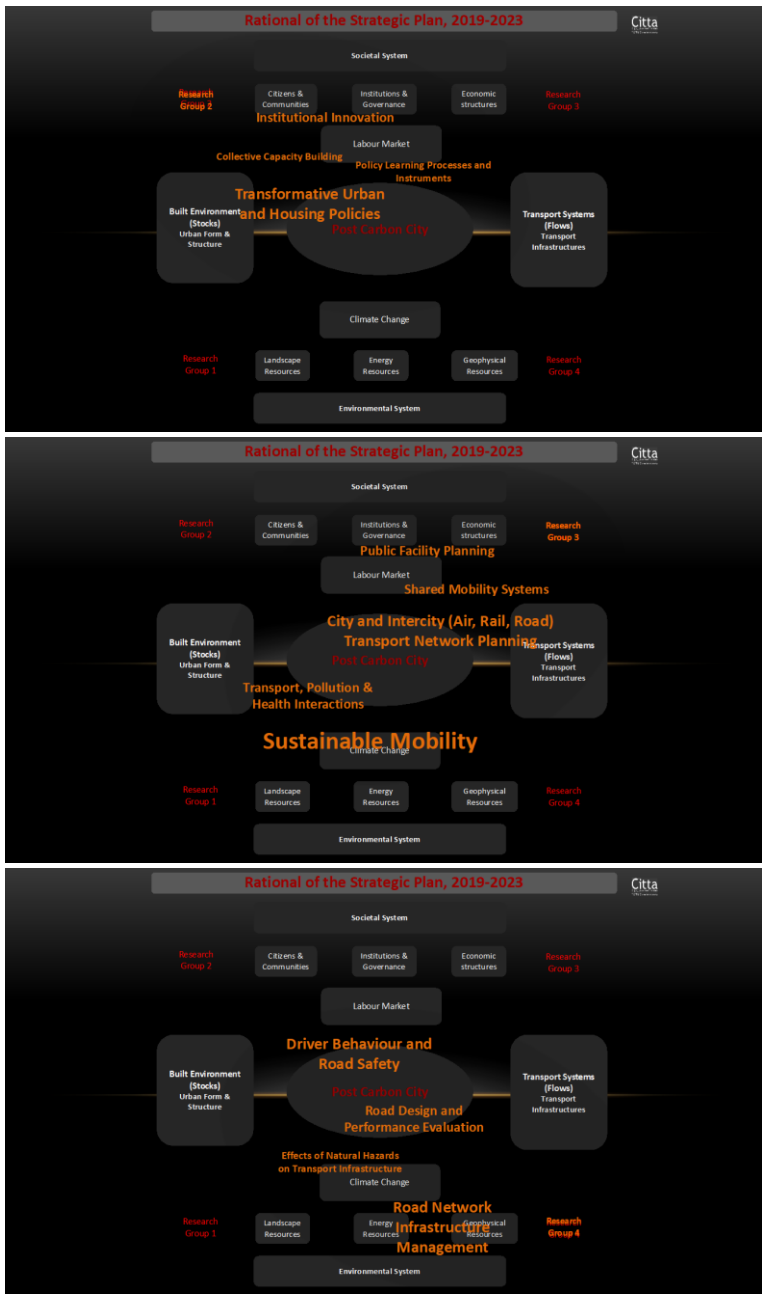 Rational of the Strategic Plan, 2019-2023
Citta
Societal System
Research
Group 2
Citizens &
Communities
Institutions &
Governance
Economic
structures
Research
Group 3
Institutional Innovation
Labour Market
Collective Capacity Building
Policy Learning Processes and
Instruments
Transformative Urban
and Housing Policies
Built Environment
(Stocks)
Urban Form &
Structure
Post Carbon City
Transport Systems
(Flows)
Transport
Infrastructures
Climate Change
Research
Group 1
Landscape
Resources
Energy
Resources
Geophysical
Resources
Research
Group 4
Environmental System
Rational of the Strategic Plan, 2019-2023
Citta
Societal System
Research
Group 2
Citizens &
Communities
Institutions &
Governance
Economic
structures
Research
Group 3
Public Facility Planning
Labour Market
Shared Mobility Systems
City and Intercity (Air, Rail, Road)
Transport Network Planning
Built Environment
(Stocks)
Urban Form &
Structure
Post Carbon City
Transport Systems
(Flows)
Transport
Infrastructures
Transport, Pollution &
Health Interactions
Sustainable Mobility
Climate Change
Research
Group 1
Landscape
Resources
Energy
Resources
Geophysical
Resources
Research
Group 4
Environmental System
Rational of the Strategic Plan, 2019-2023
Citta
Societal System
Research
Group 2
Citizens &
Communities
Institutions &
Governance
Economic
structures
Research
Group 3
Labour Market
Driver Behaviour and
Road Safety
Built Environment
(Stocks)
Urban Form &
Structure
Post Carbon City
Transport Systems
(Flows)
Transport
Infrastructures
Road Design and
Performance Evaluation
Effects of Natural Hazards
on Transport Infrastructure
Climate Change
Road Network
Infrastructure
Management
Research
Group 1
Landscape
Resources
Energy
Resources
Geophysical
Resources
Research
Group 4
Environmental System